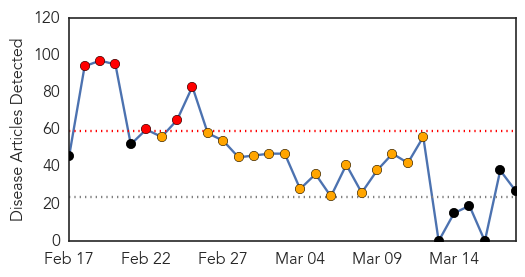 Disease Articles Detected
120
100
80
60
40
20
0
Feb 17
Feb 22
Feb 27
Mar 04
Mar 09
Mar 14